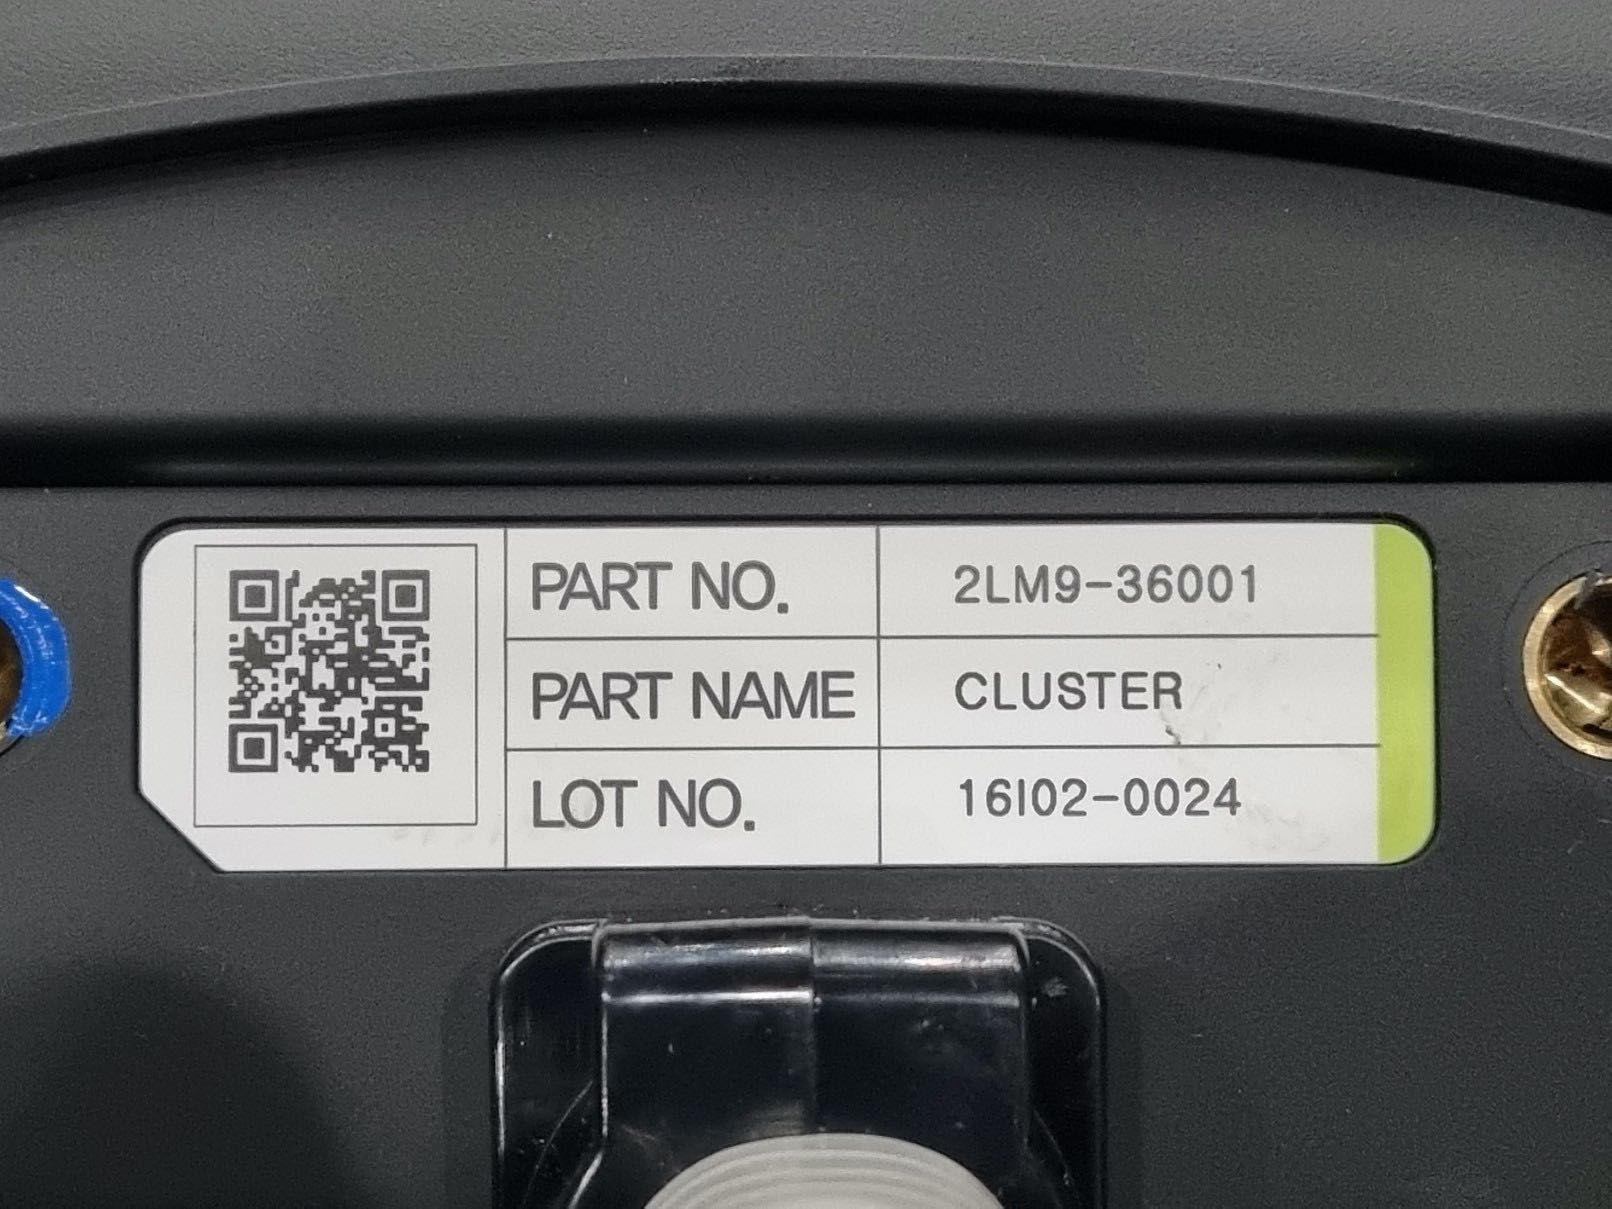 PART NO. 2LM9-36001
PART NAME CLUSTER
LOT NO. 16I02-0024